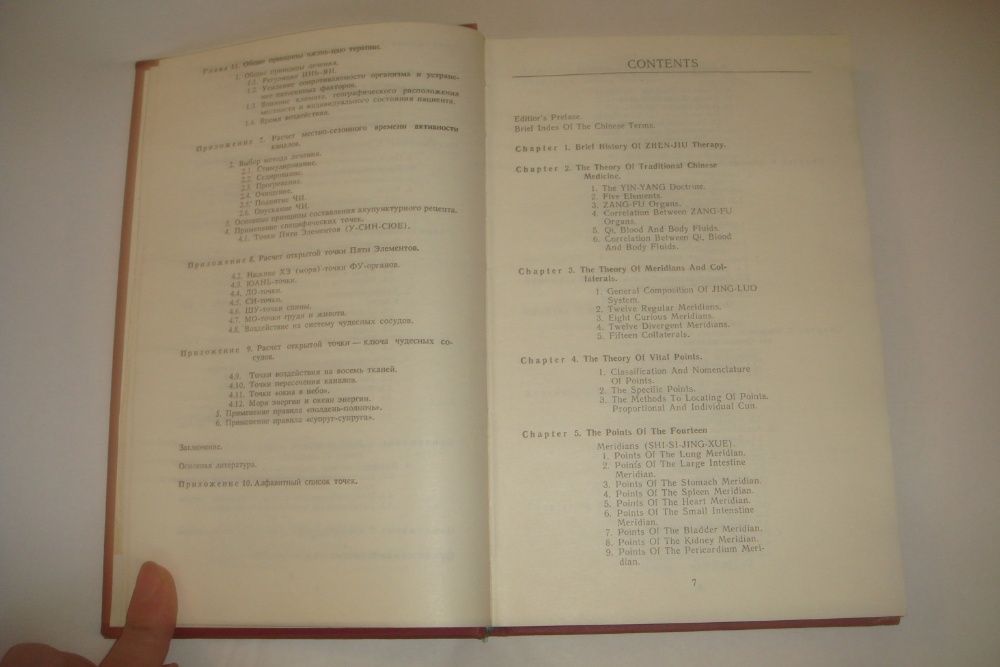 Глава 11. Общие принципы чжэнь-цзю терапии.
1. Общие принципы лечения.
1.1. Регуляция ИНЬ-ЯН.
1.2. Усиление сопротивляемости организма и устране-
ние патогенных факторов.
1.3. Влияние климата, географического расположения
местности и индивидуального состояния пациента.
1.4. Время воздействия.
Приложение 7. Расчет местно-сезонного времени активности
каналов.
2. Выбор метода лечения.
2.1. Стимулирование.
2.2. Седирование.
2.3. Прогревание.
2.4. Очищение.
2.5. Поднятие ЧИ.
2.6. Опускание ЧИ.
3. Основные принципы составления акупунктурного рецепта.
4. Применение специфических точек.
4.1. Точки Пяти Элементов (У-СИН-СЮЕ).
Приложение 8. Расчет открытой точки Пяти Элементов.
4.2. Нижние ХЭ (море)-точки ФУ-органов.
4.3. ЮАНЬ-точки.
4.4. ЛО-точки.
4.5. СИ-точки.
4.6. ШУ-точки спины.
4.7. МО-точки груди и живота.
4.8. Воздействие на систему чудесных сосудов.
Приложение 9. Расчет открытой точки — ключа чудесных со-
судов.
4.9. Точки воздействия на восемь тканей.
4.10. Точки пересечения каналов.
4.11. Точки «окна в небо».
4.12. Моря энергии и океан энергии.
5. Применение правила «полдень-полночь».
6. Применение правила «супруг-супруга».
Заключение.
Основная литература.
Приложение 10. Алфавитный список точек.
CONTENTS
Editior's Preface.
Brief Index Of The Chinese Terms.
Chapter 1. Brief History Of ZHEN-JIU Therapy.
Chapter 2. The Theory Of Traditional Chinese
Medicine.
1. The YIN-YANG Doctrine.
2. Five Elements.
3. ZANG-FU Organs.
4. Correlation Between ZANG-FU
Organs.
5. Qi, Blood And Body Fluids.
6. Correlation Between Qi, Blood
And Body Fluids.
Chapter 3. The Theory Of Meridians And Col-
laterals.
1. General Composition Of JING-LUO
System.
2. Twelve Regular Meridians.
3. Eight Curious Meridians.
4. Twelve Divergent Meridians.
5. Fifteen Collaterals.
Chapter 4. The Theory Of Vital Points.
1. Classification And Nomenclature
Of Points.
2. The Specific Points.
3. The Methods To Locating Of Points.
Proportional And Individual Cun.
Chapter 5. The Points Of The Fourteen
Meridians (SHI-SI-JING-XUE).
1. Points Of The Lung Meridian.
2. Points Of The Large Intestine
Meridian.
3. Points Of The Stomach Meridian.
4. Points Of The Spleen Meridian.
5. Points Of The Heart Meridian.
6. Points Of The Small Intenstine
Meridian.
7. Points Of The Bladder Meridian.
8. Points Of The Kidney Meridian.
9. Points Of The Pericardium Meri-
dian.
7